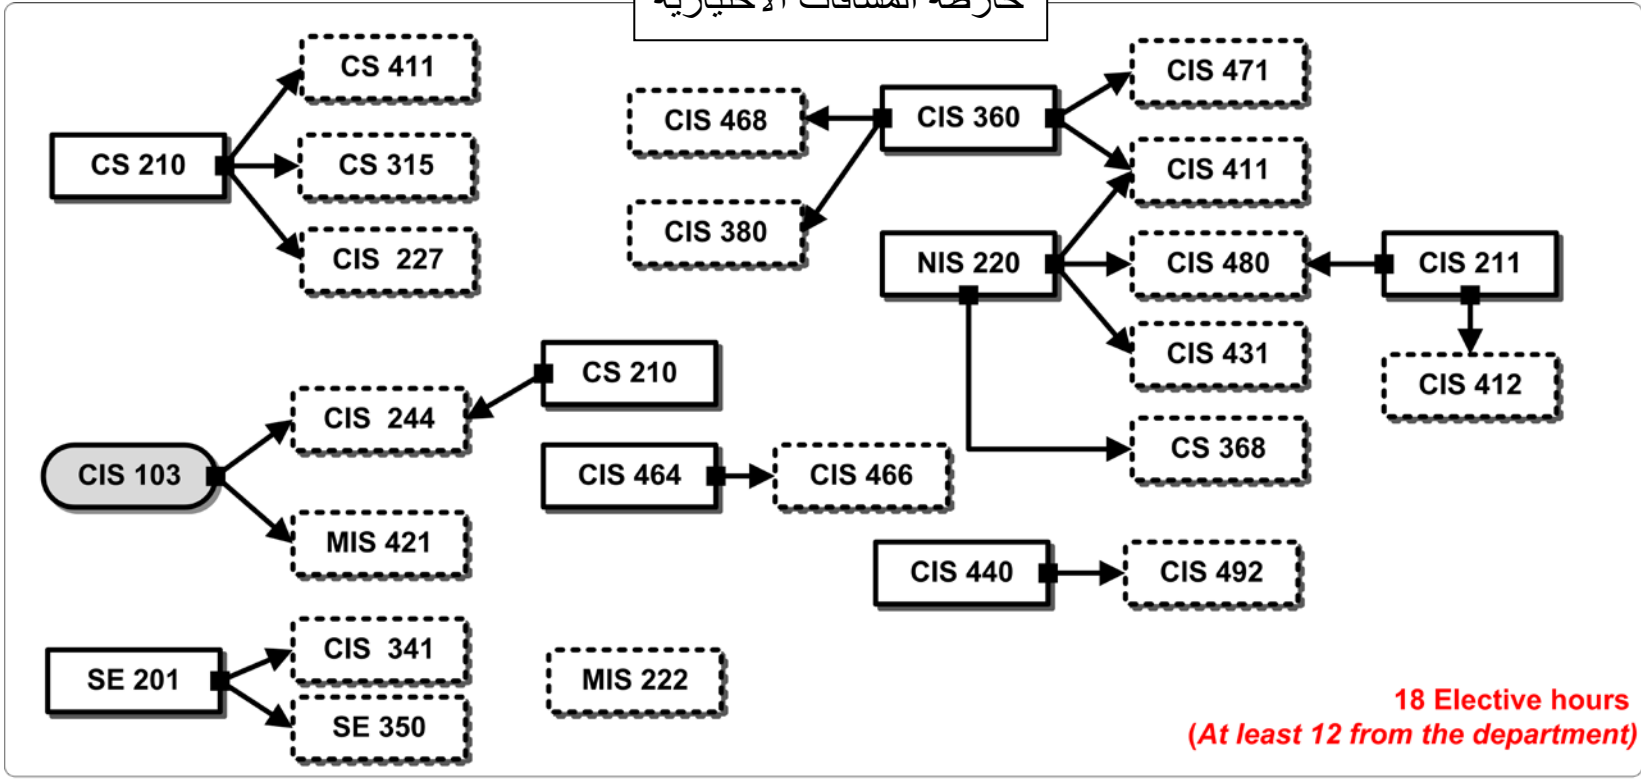 خارطة المساقات الاختيارية
CS 411
CS 210
CS 315
CIS 227
CIS 468
CIS 360
CIS 471
CIS 411
CIS 380
NIS 220
CIS 480
CIS 211
CIS 431
CIS 412
CS 368
CS 210
CIS 244
CIS 103
CIS 464
CIS 466
MIS 421
CIS 440
CIS 492
CIS 341
SE 201
SE 350
MIS 222
18 Elective hours
(At least 12 from the department)